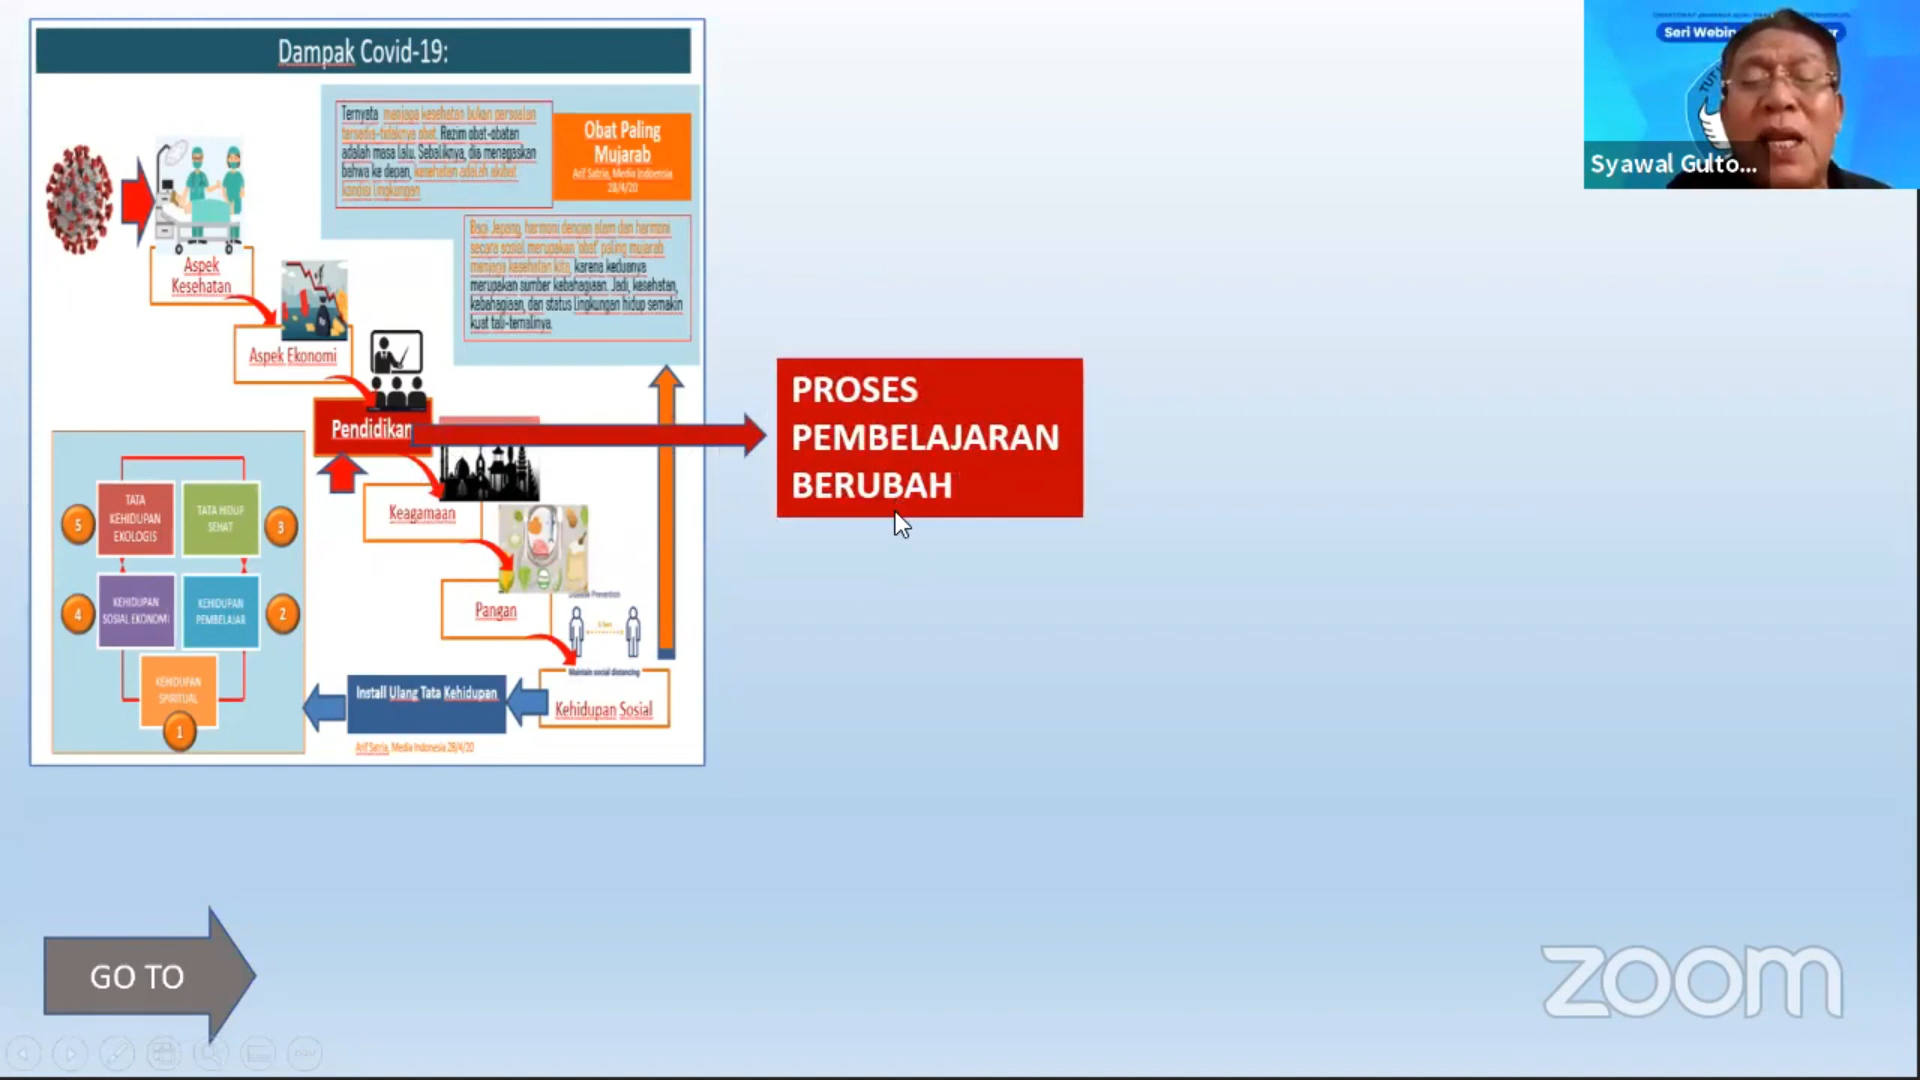 Dampak Covid-19:
Ternyata menjaga kesehatan bukan persoalan
tersedia-tidaknya obat. Rezim obat-obatan
adalah masa lalu. Sebaliknya, dia menegaskan
bahwa ke depan, kesehatan adalah akibat
kondisi lingkungan
Obat Paling
Mujarab
Arif Satria, Media Indonesia
28/4/20
Bagi Jepang, harmoni dengan alam dan harmoni
secara sosial merupakan 'obat' paling mujarab
menjaga kesehatan kita, karena keduanya
merupakan sumber kebahagiaan. Jadi, kesehatan,
kebahagiaan, dan status lingkungan hidup semakin
kuat tali-temalinya.
Aspek
Kesehatan
Aspek Ekonomi
Pendidikan
Keagamaan
Pangan
Prevention
Maintain social distancing
Kehidupan Sosial
Install Ulang Tata Kehidupan
Arif Satria, Media Indonesia 28/4/20
5
TATA
KEHIDUPAN
EKOLOGIS
TATA HIDUP
SEHAT
3
4
KEHIDUPAN
SOSIAL EKONOMI
KEHIDUPAN
PEMBELAJAR
2
KEHIDUPAN
SPIRITUAL
1
PROSES
PEMBELAJARAN
BERUBAH
GO TO
Seri Webin
TUT
Syawal Gulto...
zoom